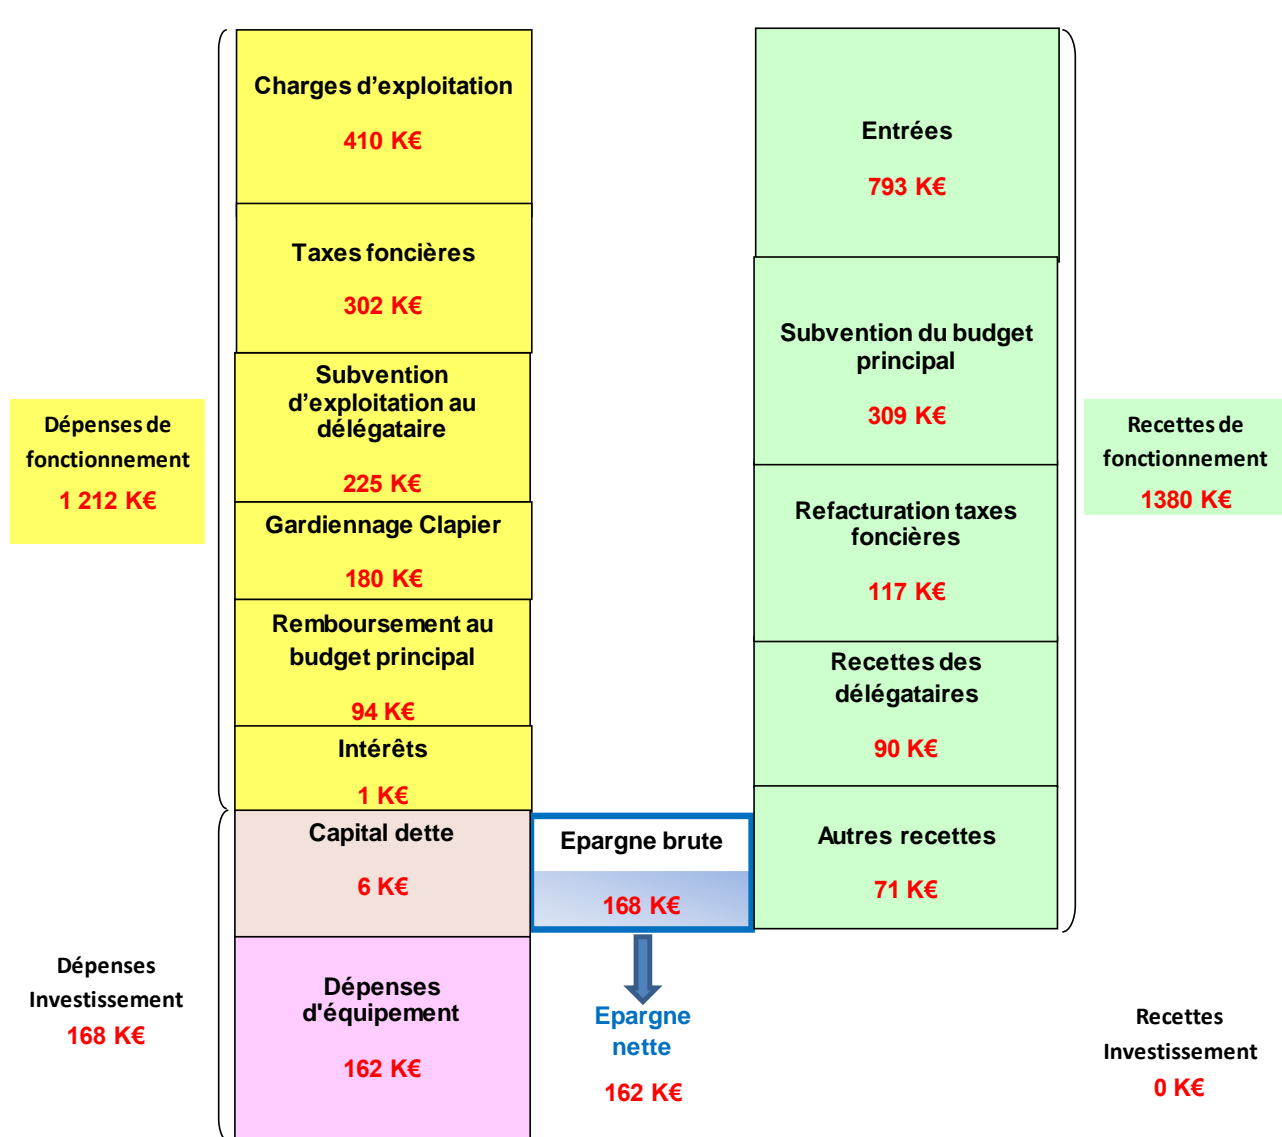 Charges d’exploitation
410 K€
Taxes foncières
302 K€
Subvention
d’exploitation au
délégataire
225 K€
Gardiennage Clapier
180 K€
Remboursement au
budget principal
94 K€
Intérêts
1 K€
Capital dette
6 K€
Dépenses
d'équipement
162 K€
Dépenses de
fonctionnement
1 212 K€
Dépenses
Investissement
168 K€
Epargne brute
168 K€
Epargne
nette
162 K€
Entrées
793 K€
Subvention du budget
principal
309 K€
Refacturation taxes
foncières
117 K€
Recettes des
délégataires
90 K€
Autres recettes
71 K€
Recettes de
fonctionnement
1380 K€
Recettes
Investissement
0 K€